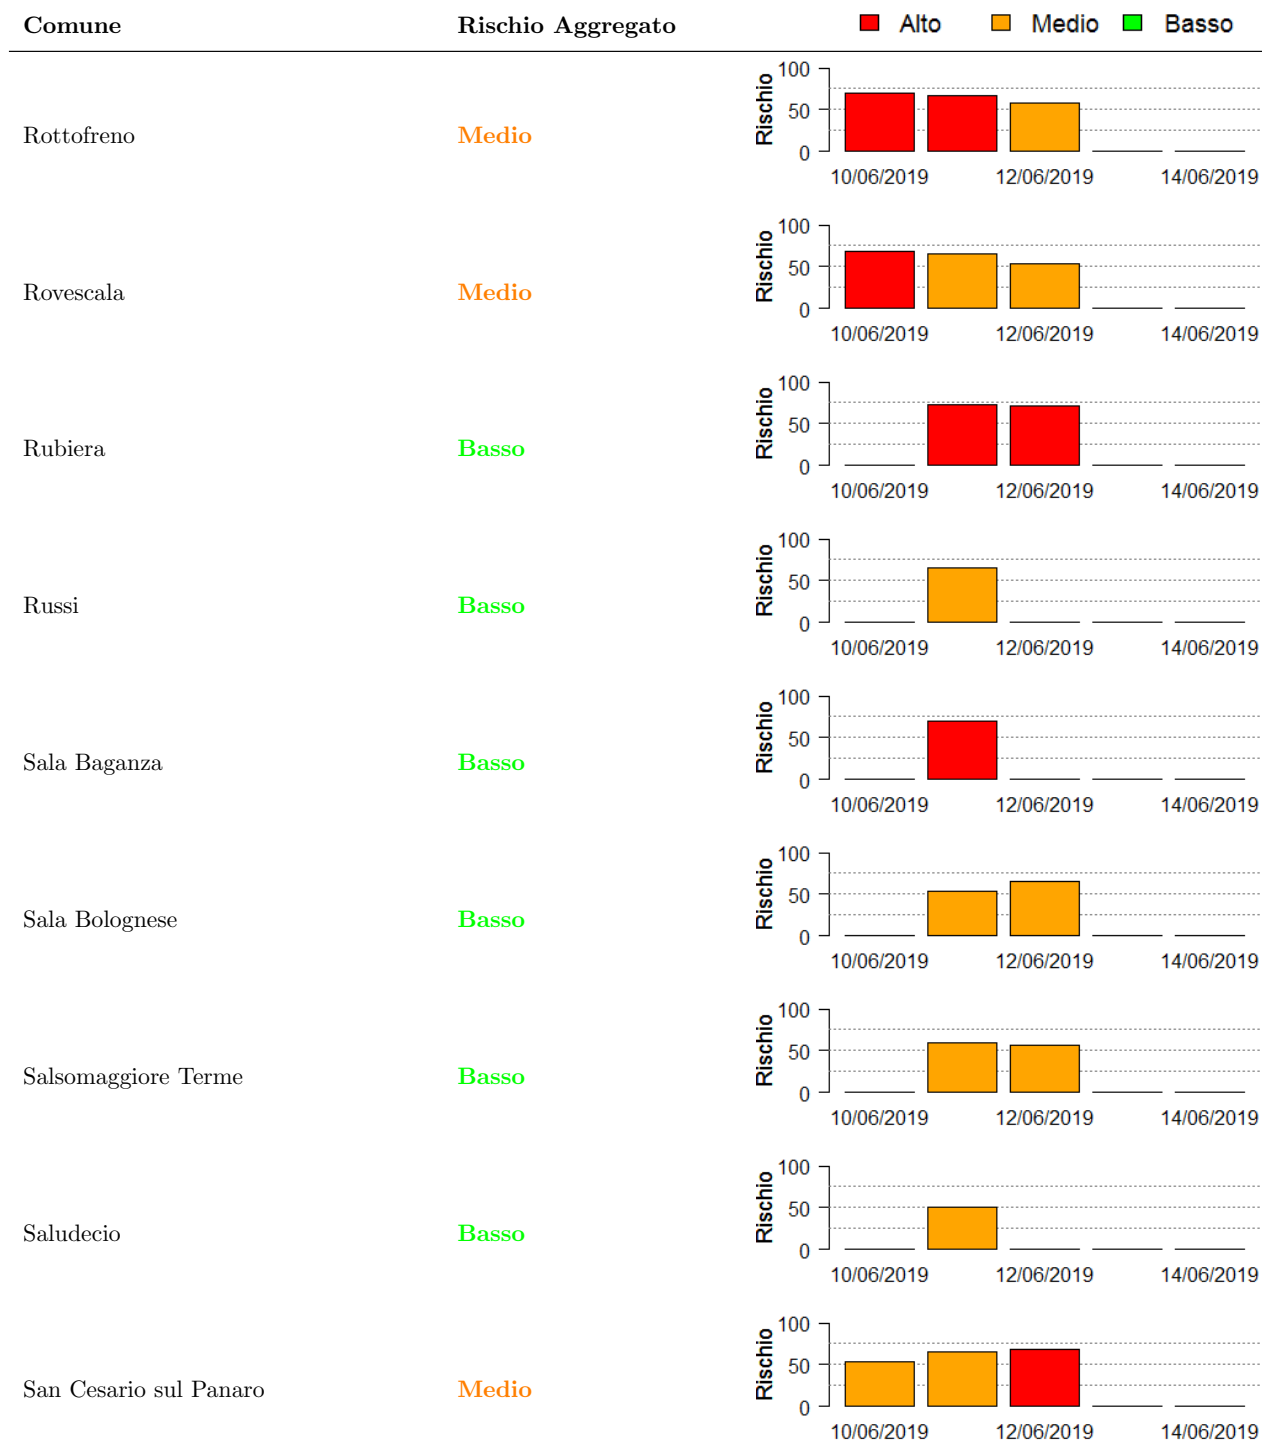 Comune Rischio Aggregato Alto Medio Basso
100
50
0
Rischio
Rottofreno Medio
10/06/2019 12/06/2019 14/06/2019
100
50
0
Rischio
Rovescala Medio
10/06/2019 12/06/2019 14/06/2019
100
50
0
Rischio
Rubiera Basso
10/06/2019 12/06/2019 14/06/2019
100
50
0
Rischio
Russi Basso
10/06/2019 12/06/2019 14/06/2019
100
50
0
Rischio
Sala Baganza Basso
10/06/2019 12/06/2019 14/06/2019
100
50
0
Rischio
Sala Bolognese Basso
10/06/2019 12/06/2019 14/06/2019
100
50
0
Rischio
Salsomaggiore Terme Basso
10/06/2019 12/06/2019 14/06/2019
100
50
0
Rischio
Saludecio Basso
10/06/2019 12/06/2019 14/06/2019
100
50
0
Rischio
San Cesario sul Panaro Medio
10/06/2019 12/06/2019 14/06/2019